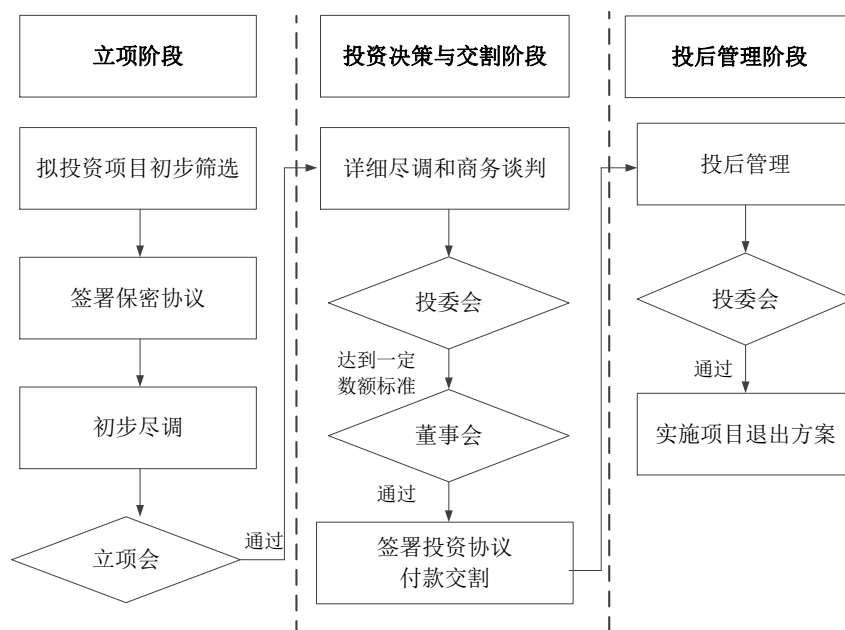 立项阶段
拟投资项目初步筛选
签署保密协议
初步尽调
立项会
通过
投资决策与交割阶段
详细尽调和商务谈判
投委会
达到一定
数额标准
董事会
通过
签署投资协议
付款交割
投后管理阶段
投后管理
投委会
通过
实施项目退出方案